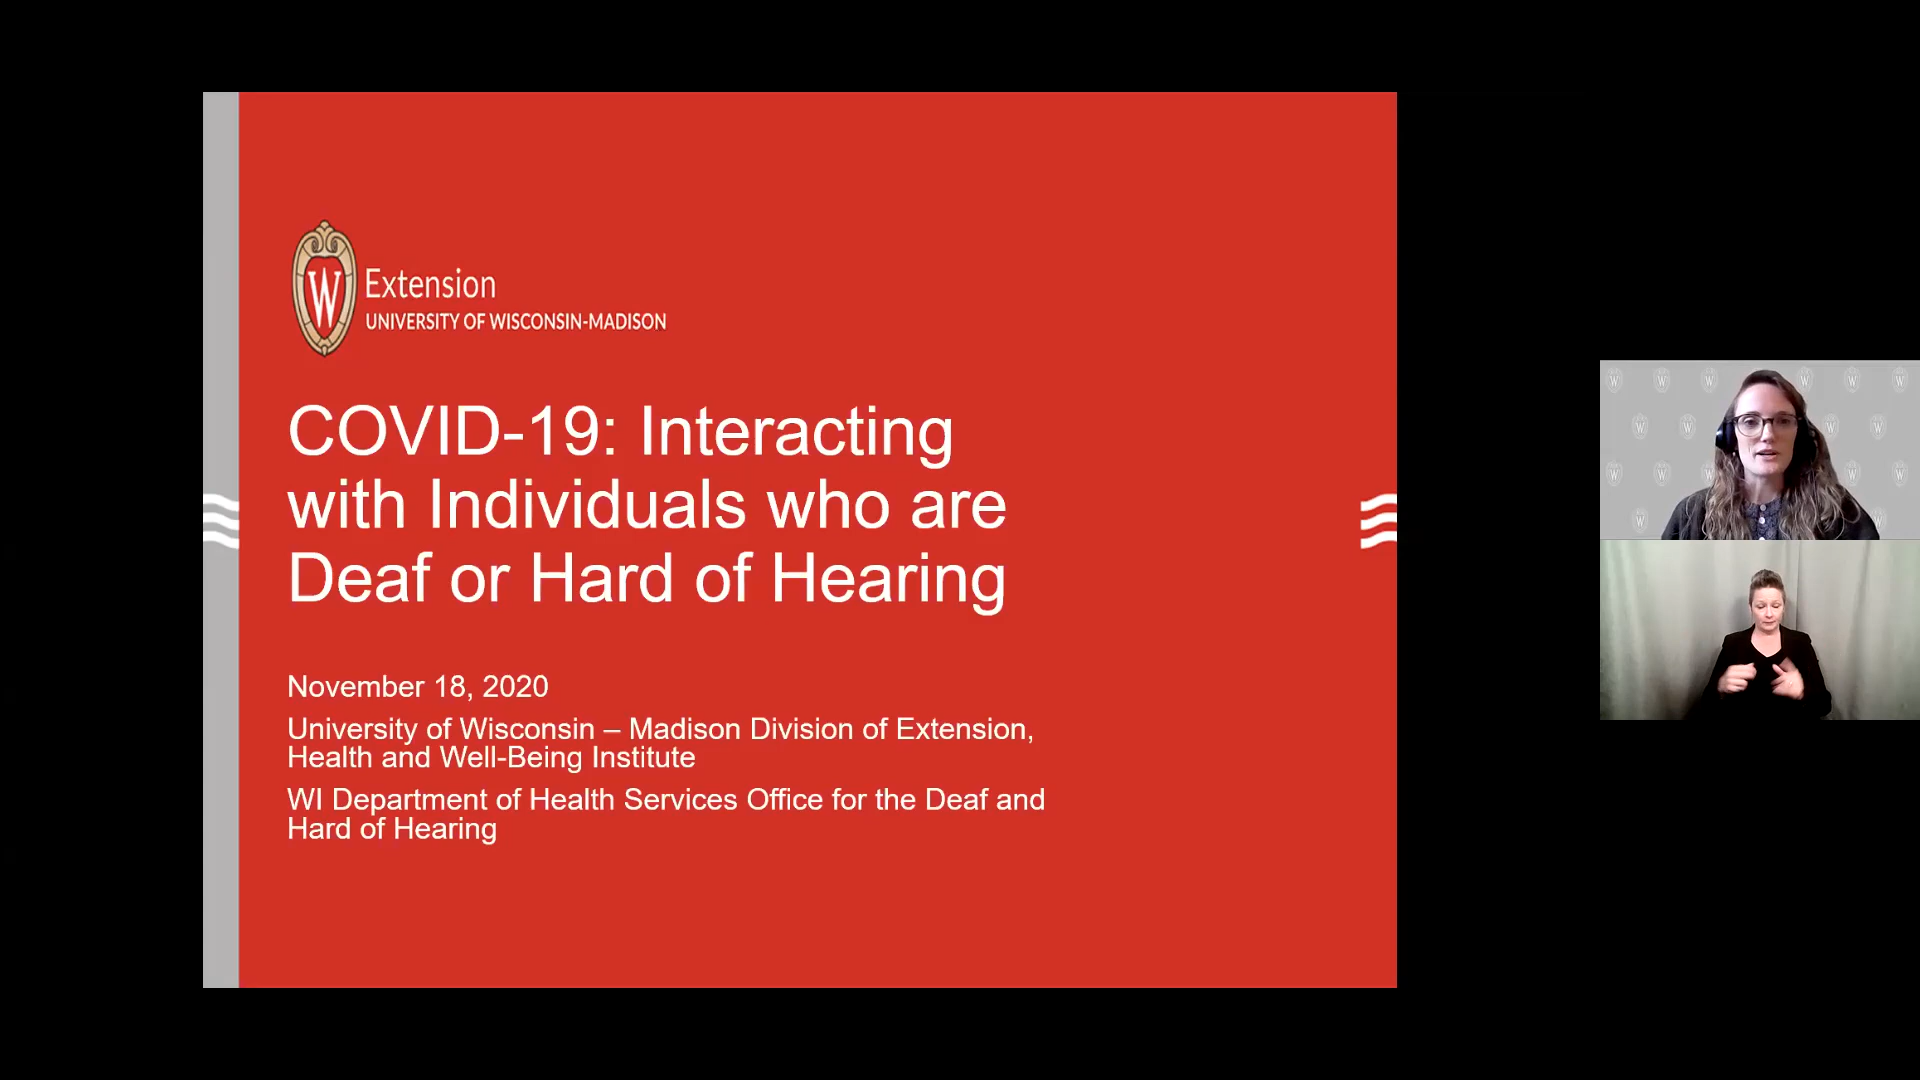 W
Extension
UNIVERSITY OF WISCONSIN-MADISON
COVID-19: Interacting
with Individuals who are
Deaf or Hard of Hearing
November 18, 2020
University of Wisconsin – Madison Division of Extension,
Health and Well-Being Institute
WI Department of Health Services Office for the Deaf and
Hard of Hearing